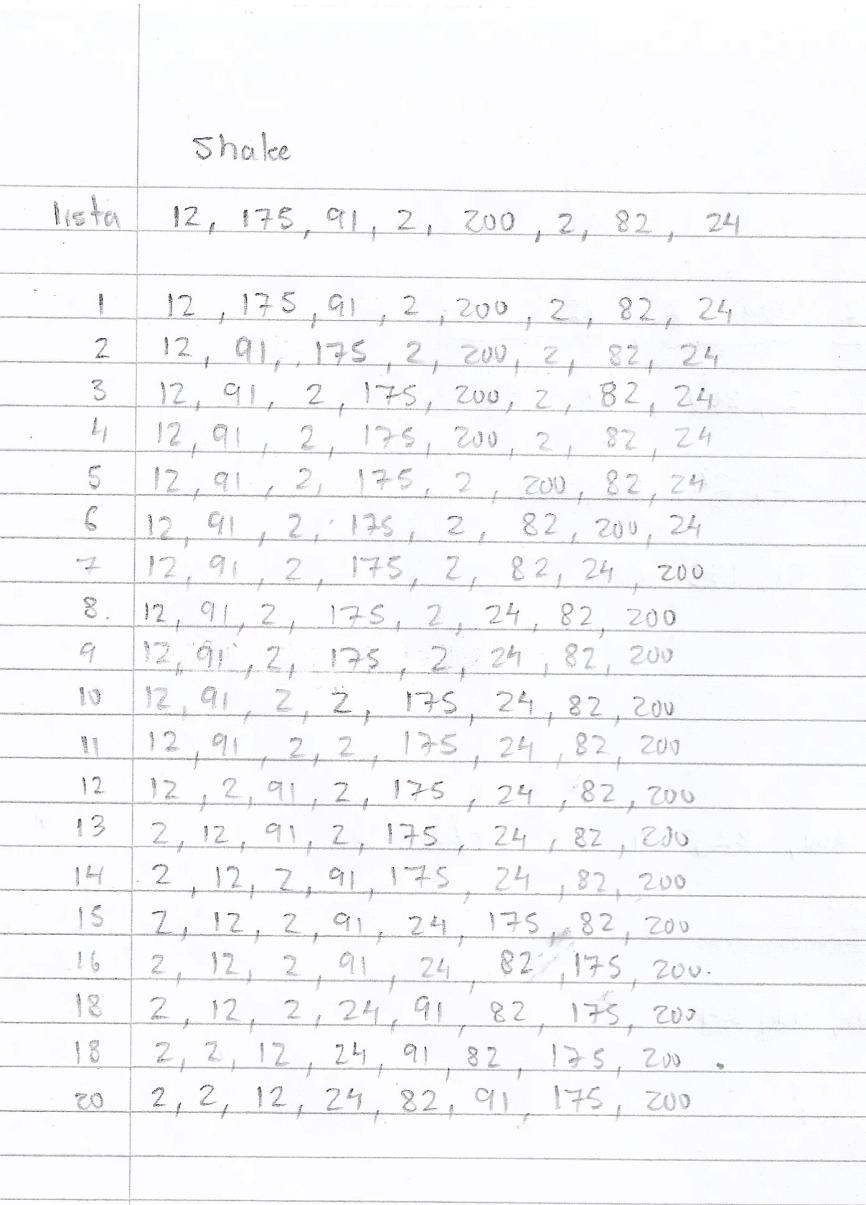 Shake
lista 12, 175, 91, 2, 200, 2, 82, 24
1 12, 175, 91, 2, 200, 2, 82, 24
2 12, 91, 175, 2, 200, 2, 82, 24
3 12, 91, 2, 175, 200, 2, 82, 24
4 12, 91, 2, 175, 200, 2, 82, 24
5 12, 91, 2, 175, 2, 200, 82, 24
6 12, 91, 2, 175, 2, 82, 200, 24
7 12, 91, 2, 175, 2, 82, 24, 200
8. 12, 91, 2, 175, 2, 24, 82, 200
9 12, 91, 2, 175, 2, 24, 82, 200
10 12, 91, 2, 2, 175, 24, 82, 200
11 12, 91, 2, 2, 175, 24, 82, 200
12 12, 2, 91, 2, 175, 24, 82, 200
13 2, 12, 91, 2, 175, 24, 82, 200
14 2, 12, 2, 91, 175, 24, 82, 200
15 2, 12, 2, 91, 24, 175, 82, 200
16 2, 12, 2, 91, 24, 82, 175, 200.
18 2, 12, 2, 24, 91, 82, 175, 200
18 2, 2, 12, 24, 91, 82, 175, 200 .
20 2, 2, 12, 24, 82, 91, 175, 200